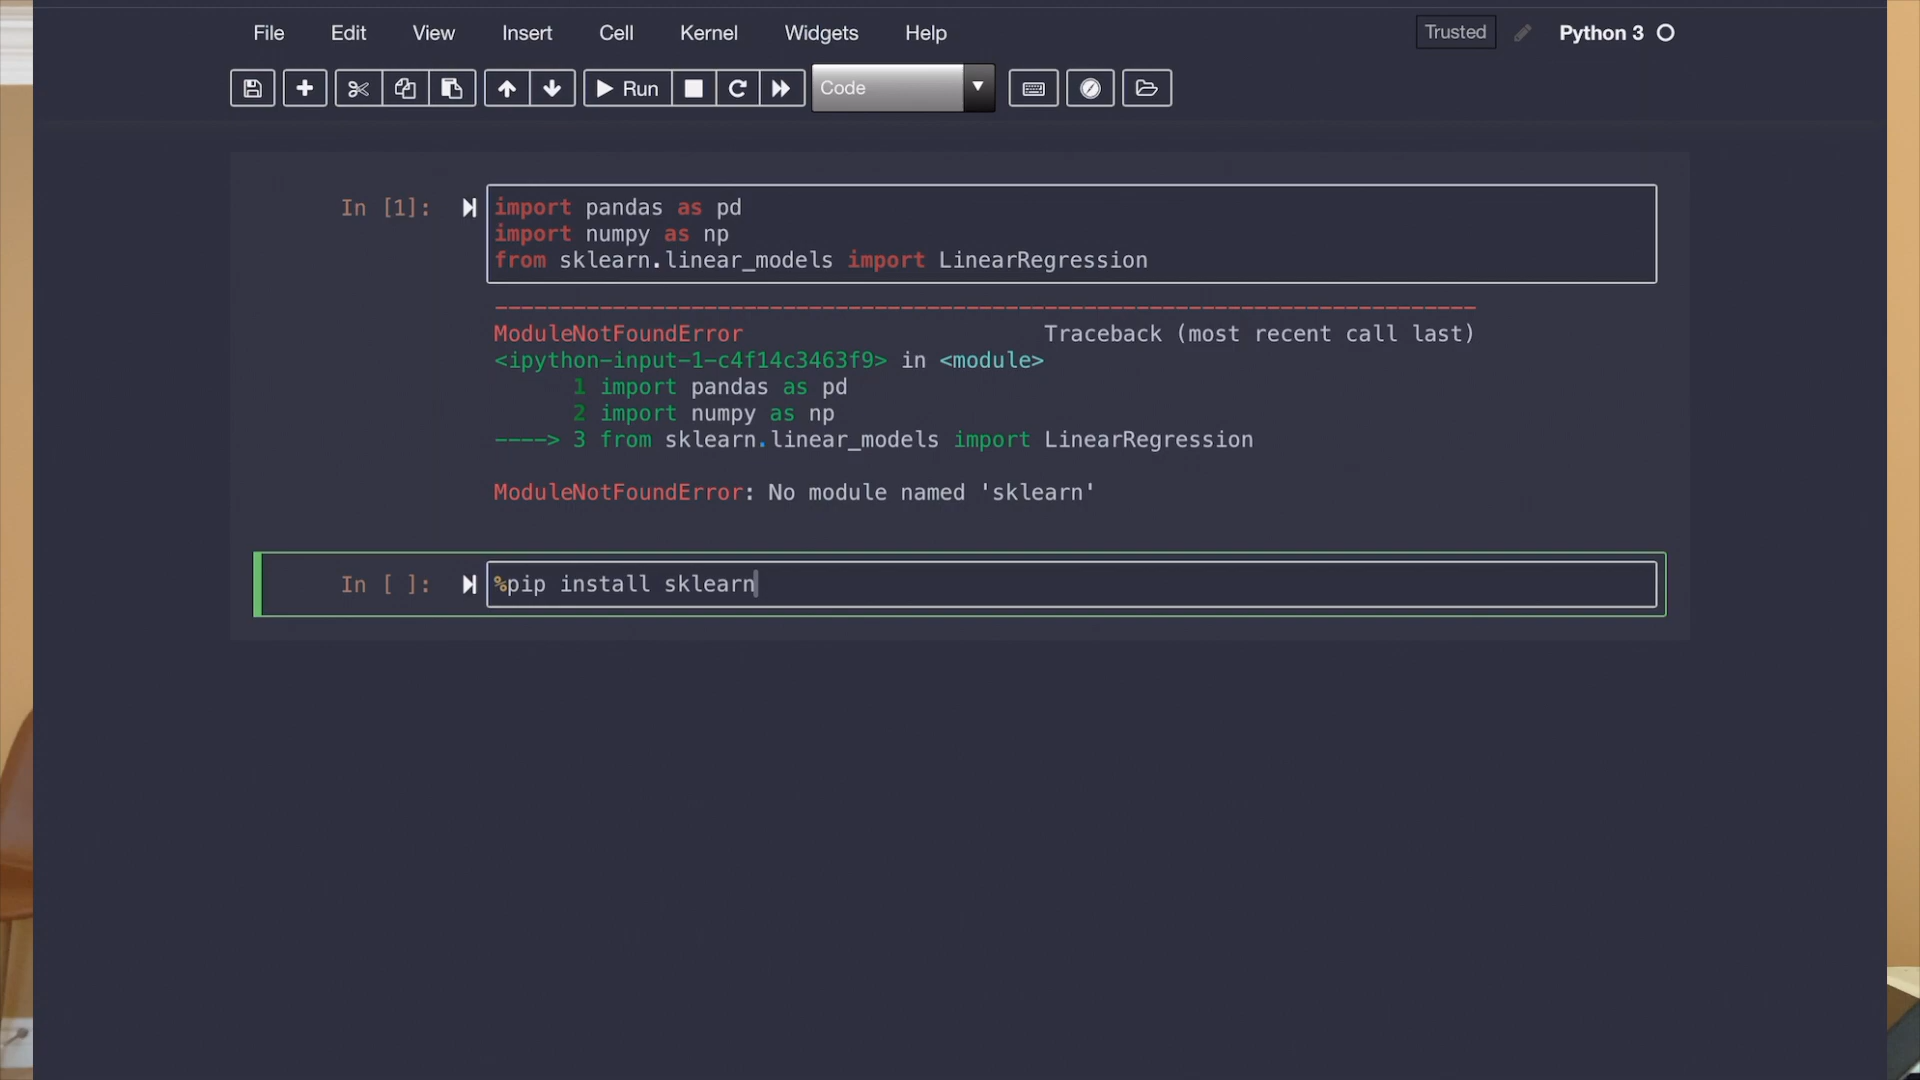 File Edit View Insert Cell Kernel Widgets Help Trusted Python 3
Run Code
In [1]: import pandas as pd
import numpy as np
from sklearn.linear_models import LinearRegression
---------------------------------------------------------------------------
ModuleNotFoundError Traceback (most recent call last)
<ipython-input-1-c4f14c3463f9> in <module>
1 import pandas as pd
2 import numpy as np
----> 3 from sklearn.linear_models import LinearRegression
ModuleNotFoundError: No module named 'sklearn'
In [ ]: %pip install sklearn